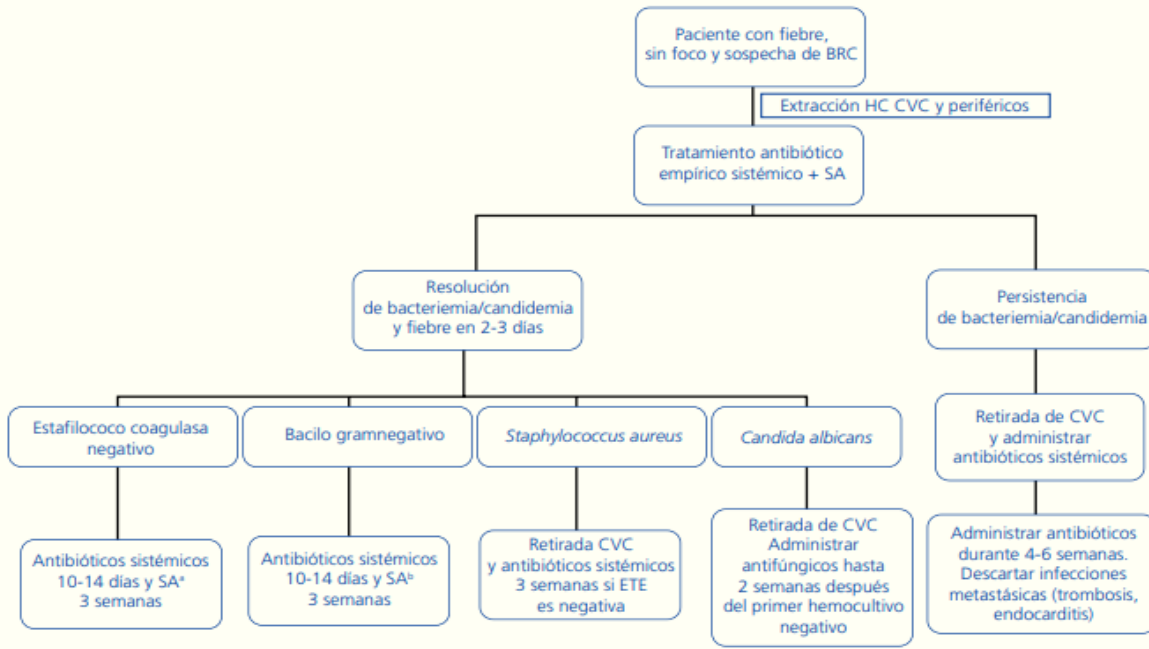 Paciente con fiebre,
sin foco y sospecha de BRC
Extracción HC CVC y periféricos
Tratamiento antibiótico
empírico sistémico + SA
Resolución
de bacteriemia/candidemia
y fiebre en 2-3 días
Persistencia
de bacteriemia/candidemia
Estafilococo coagulasa
negativo
Bacilo gramnegativo
Staphylococcus aureus
Candida albicans
Retirada de CVC
y administrar
antibióticos sistémicos
Antibióticos sistémicos
10-14 días y SAᵃ
3 semanas
Antibióticos sistémicos
10-14 días y SAᵇ
3 semanas
Retirada CVC
y antibióticos sistémicos
3 semanas si ETE
es negativa
Retirada de CVC
Administrar
antifúngicos hasta
2 semanas después
del primer hemocultivo
negativo
Administrar antibióticos
durante 4-6 semanas.
Descartar infecciones
metastásicas (trombosis,
endocarditis)